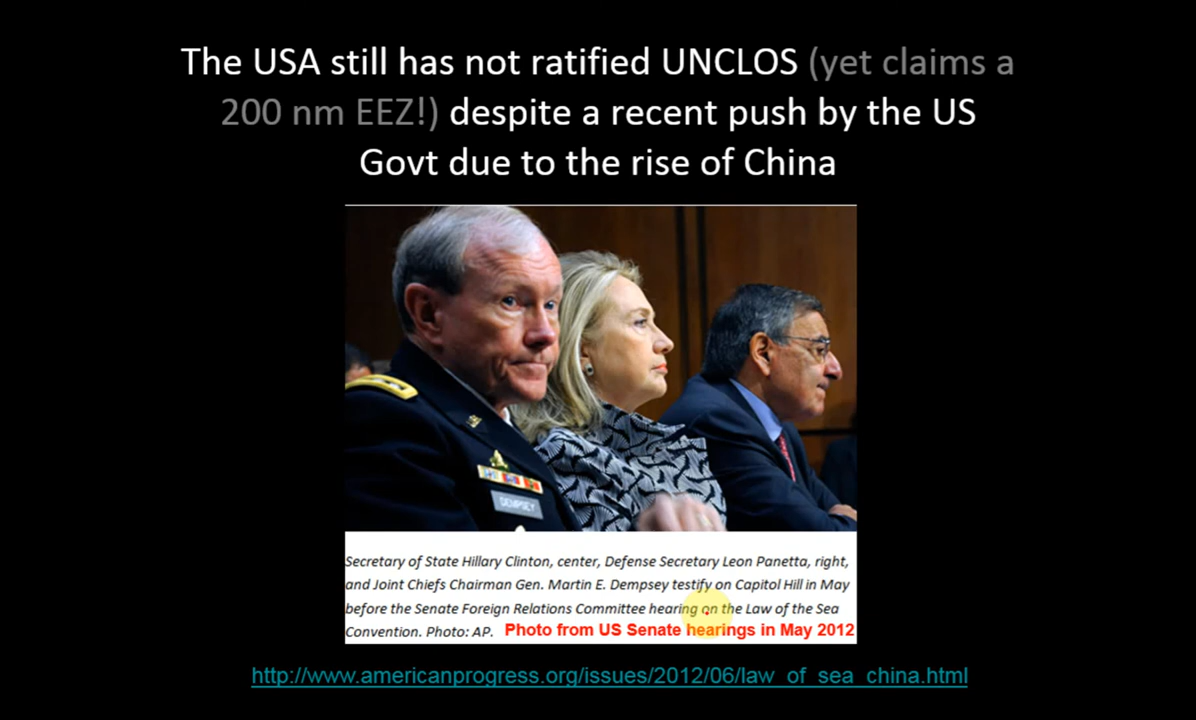 The USA still has not ratified UNCLOS (yet claims a
200 nm EEZ!) despite a recent push by the US
Govt due to the rise of China
DEMPSEY
Secretary of State Hillary Clinton, center, Defense Secretary Leon Panetta, right,
and Joint Chiefs Chairman Gen. Martin E. Dempsey testify on Capitol Hill in May
before the Senate Foreign Relations Committee hearing on the Law of the Sea
Convention. Photo: AP. Photo from US Senate hearings in May 2012
http://www.americanprogress.org/issues/2012/06/law_of_sea_china.html